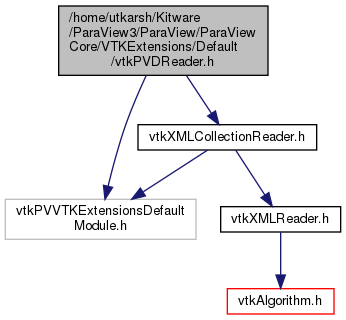 /home/utkarsh/Kitware
/ParaView3/ParaView/ParaView
Core/VTKExtensions/Default
/vtkPVDReader.h
vtkXMLCollectionReader.h
vtkPVVTKExtensionsDefault
Module.h
vtkXMLReader.h
vtkAlgorithm.h